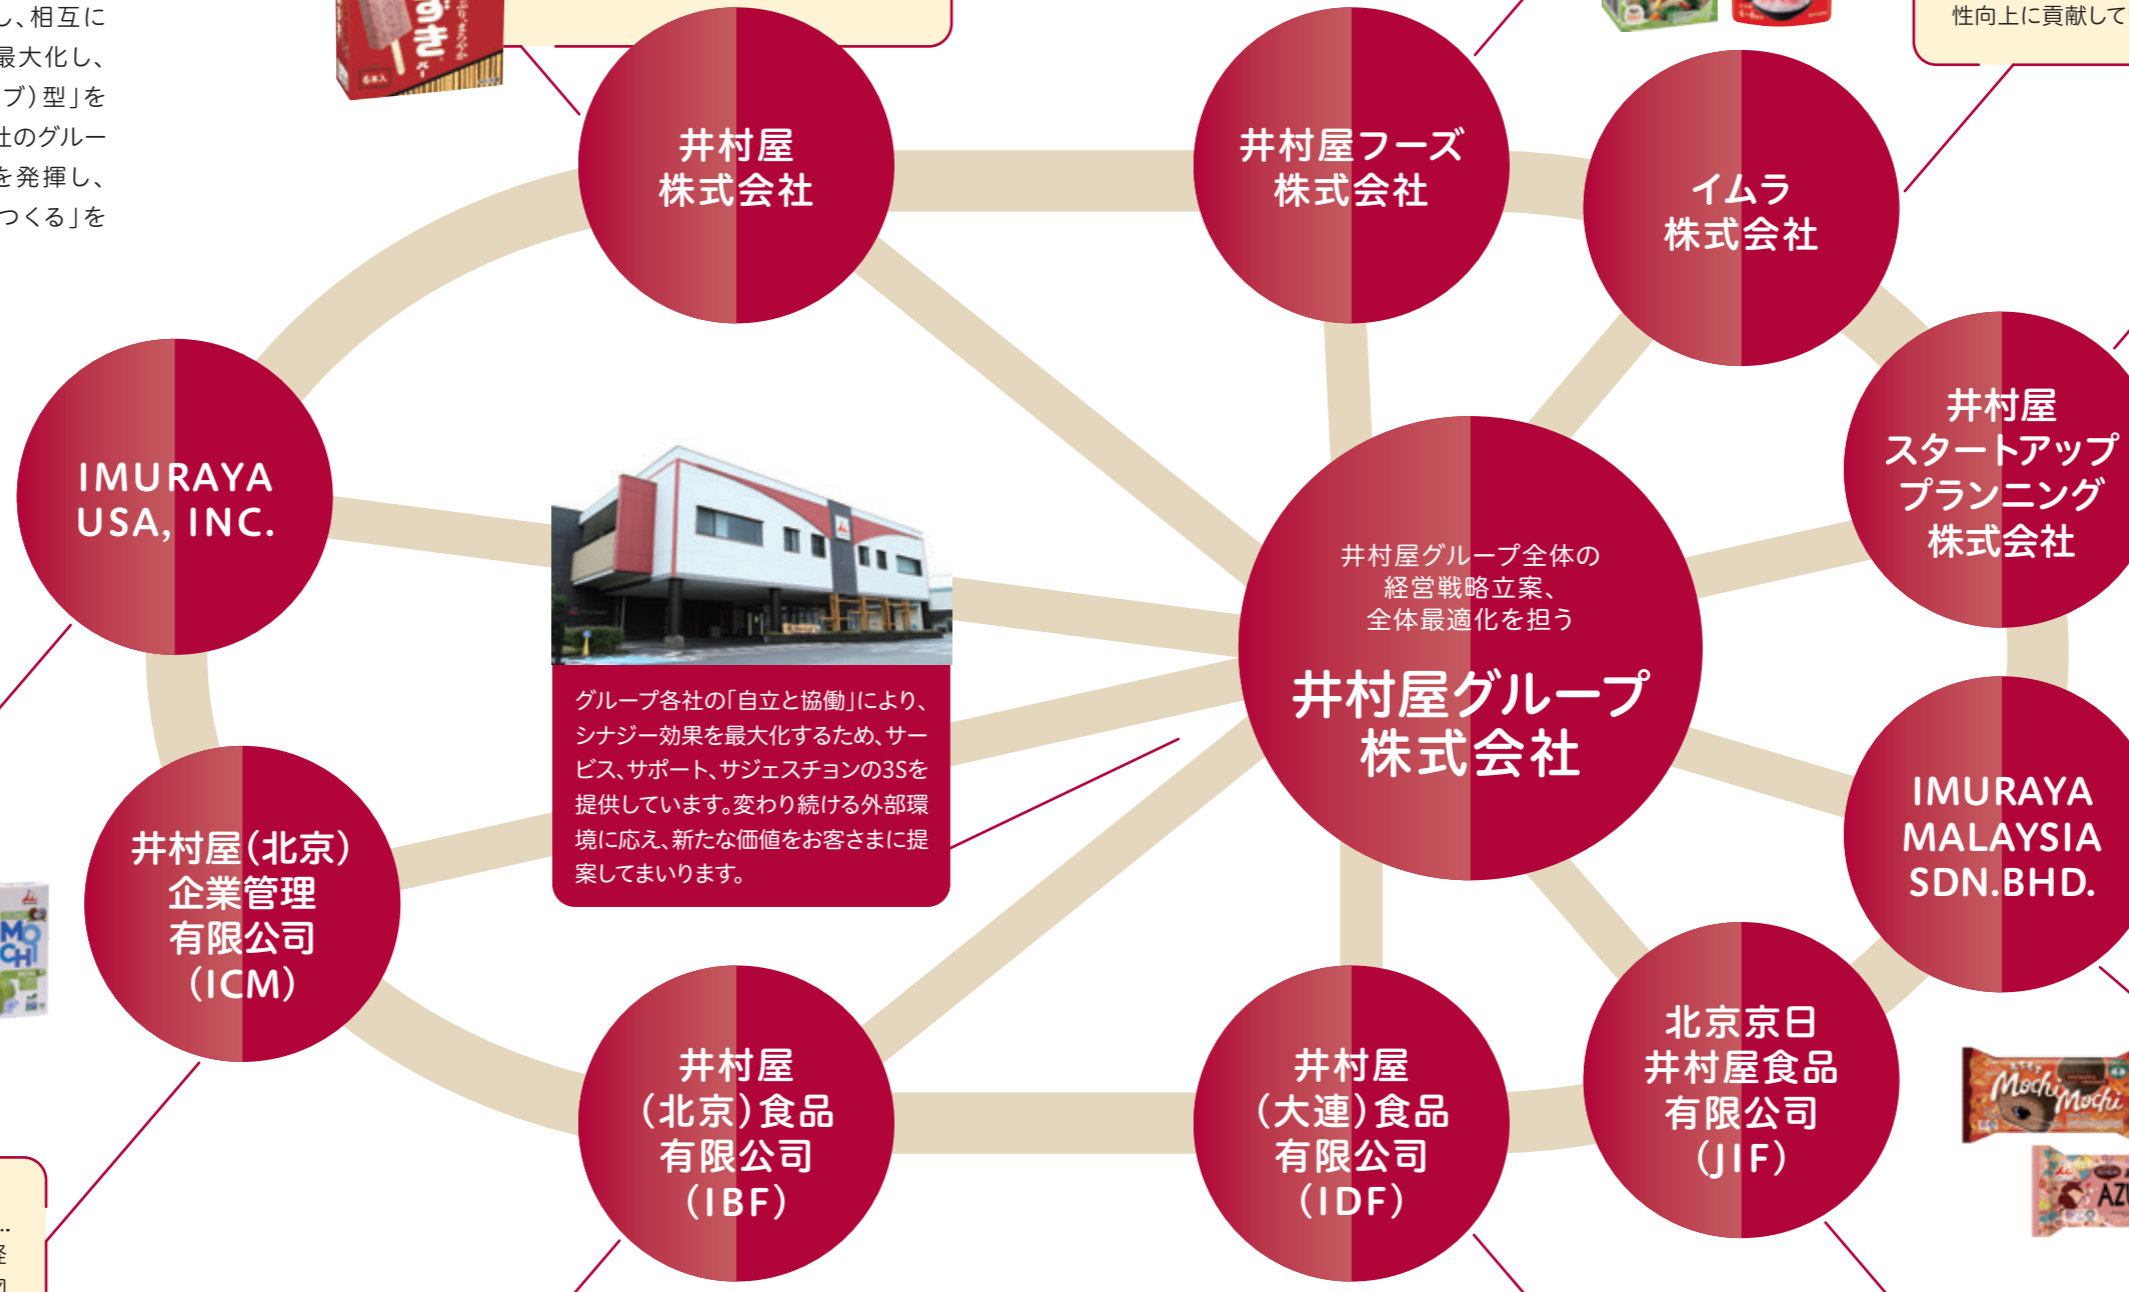 し、相互に
最大化し、
ブ）型」を
社のグルー
を発揮し、
つくる」を
ずき
バー
6本入
性向上に貢献して
井村屋
株式会社
井村屋フーズ
株式会社
イムラ
株式会社
井村屋
スタートアップ
プランニング
株式会社
IMURAYA
USA, INC.
井村屋グループ全体の
経営戦略立案、
全体最適化を担う
井村屋グループ
株式会社
グループ各社の「自立と協働」により、
シナジー効果を最大化するため、サー
ビス、サポート、サジェスチョンの3Sを
提供しています。変わり続ける外部環
境に応え、新たな価値をお客さまに提
案してまいります。
IMURAYA
MALAYSIA
SDN.BHD.
井村屋（北京）
企業管理
有限公司
（ICM）
MO
CHI
井村屋
（北京）食品
有限公司
（IBF）
井村屋
（大連）食品
有限公司
（IDF）
北京京日
井村屋食品
有限公司
（JIF）
Mochi Mochi